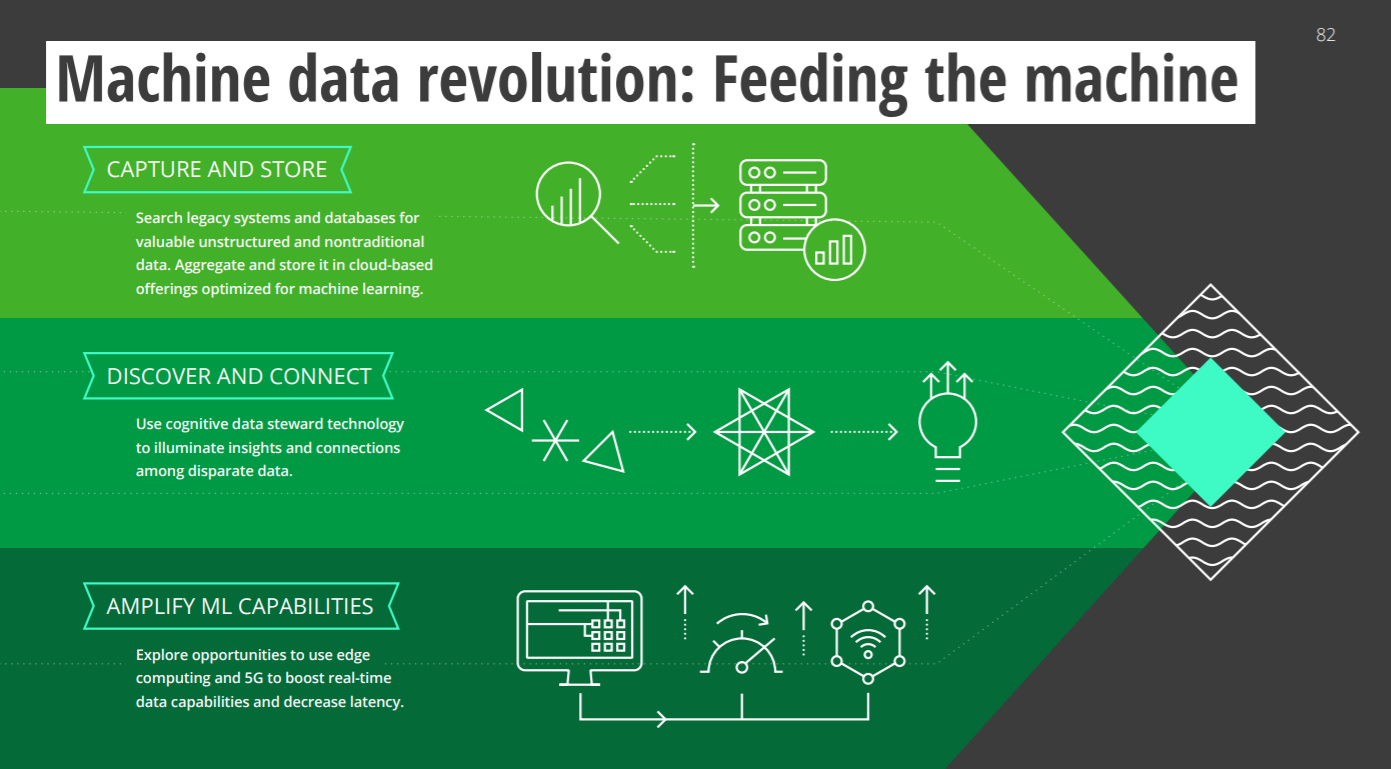 82
Machine data revolution: Feeding the machine
CAPTURE AND STORE
Search legacy systems and databases for
valuable unstructured and nontraditional
data. Aggregate and store it in cloud-based
offerings optimized for machine learning.
DISCOVER AND CONNECT
Use cognitive data steward technology
to illuminate insights and connections
among disparate data.
AMPLIFY ML CAPABILITIES
Explore opportunities to use edge
computing and 5G to boost real-time
data capabilities and decrease latency.